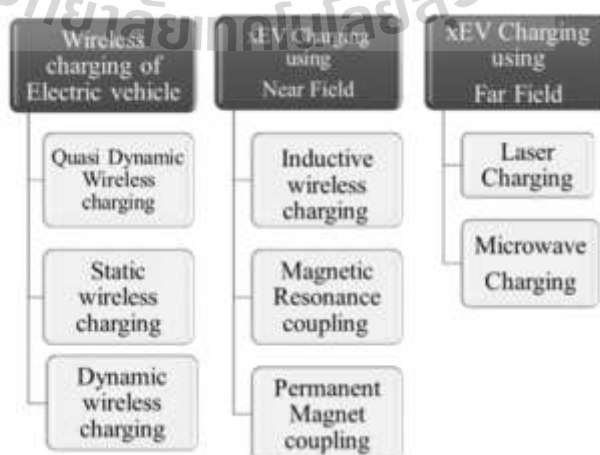 Wireless
charging of
Electric vehicle
Quasi Dynamic
Wireless
charging
Static
wireless
charging
Dynamic
wireless
charging
xEV Charging
using
Near Field
Inductive
wireless
charging
Magnetic
Resonance
coupling
Permanent
Magnet
coupling
xEV Charging
using
Far Field
Laser
Charging
Microwave
Charging